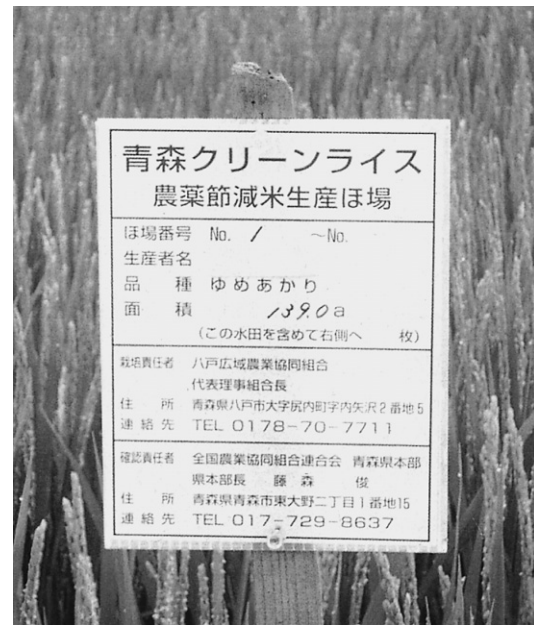 青森クリーンライス
農薬節減米生産ほ場
ほ場番号 No. 1 ～No.
生産者名
品種 ゆめあかり
面積 139.0a
(この水田を含めて右側へ 枚)
栽培責任者 八戸広域農業協同組合
代表理事組合長
住所 青森県八戸市大字尻内町字内矢沢2番地5
連絡先 TEL 0178-70-7711
確認責任者 全国農業協同組合連合会 青森県本部
県本部長 藤森 俊
住所 青森県青森市東大野二丁目1番地15
連絡先 TEL 017-729-8637